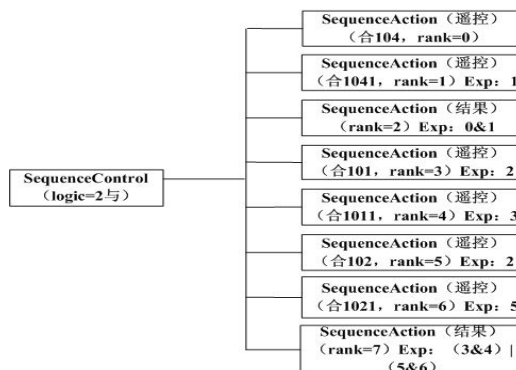 SequenceAction（遥控）
（合104，rank=0）
SequenceAction（遥控）
（合1041，rank=1）Exp：1
SequenceAction（结果）
（rank=2）Exp：0&1
SequenceControl
（logic=2与）
SequenceAction（遥控）
（合101，rank=3）Exp：2
SequenceAction（遥控）
（合1011，rank=4）Exp：3
SequenceAction（遥控）
（合102，rank=5）Exp：2
SequenceAction（遥控）
（合1021，rank=6）Exp：5
SequenceAction（结果）
（rank=7）Exp：（3&4）|
（5&6）